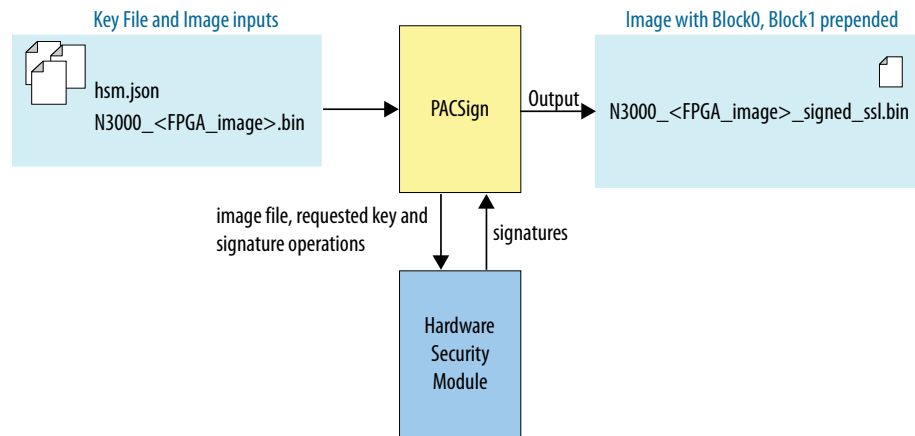 Key File and Image inputs
Image with Block0, Block1 prepended
hsm.json
N3000_<FPGA_image>.bin
PACSign
Output
N3000_<FPGA_image>_signed_ssl.bin
image file, requested key and
signature operations
signatures
Hardware
Security
Module